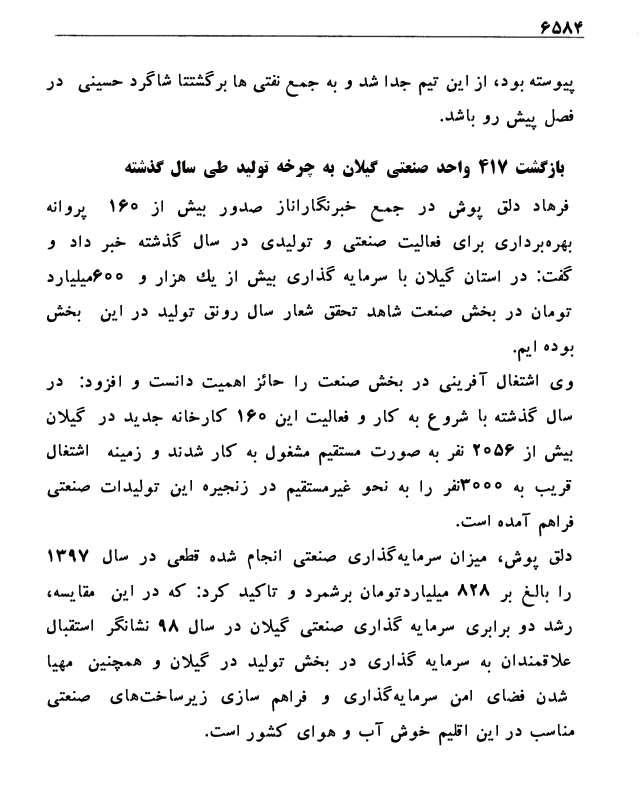 ۶۵۸۴
پیوسته بود، از این تیم جدا شد و به جمع نفتی ها برگشتتا شاگرد حسینی در
فصل پیش رو باشد.
بازگشت ۴۱۷ واحد صنعتی گیلان به چرخه تولید طی سال گذشته
فرهاد دلق پوش در جمع خبرنگاراناز صدور بیش از ۱۶۰ پروانه
بهره‌برداری برای فعالیت صنعتی و تولیدی در سال گذشته خبر داد و
گفت: در استان گیلان با سرمایه گذاری بیش از یك هزار و ۶۰۰میلیارد
تومان در بخش صنعت شاهد تحقق شعار سال رونق تولید در این بخش
بوده ایم.
وی اشتغال آفرینی در بخش صنعت را حائز اهمیت دانست و افزود: در
سال گذشته با شروع به کار و فعالیت این ۱۶۰ کارخانه جدید در گیلان
بیش از ۲۰۵۶ نفر به صورت مستقیم مشغول به کار شدند و زمینه اشتغال
قریب به ۳۰۰۰نفر را به نحو غیرمستقیم در زنجیره این تولیدات صنعتی
فراهم آمده است.
دلق پوش، میزان سرمایه‌گذاری صنعتی انجام شده قطعی در سال ۱۳۹۷
را بالغ بر ۸۲۸ میلیاردتومان برشمرد و تاکید کرد: که در این مقایسه،
رشد دو برابری سرمایه گذاری صنعتی گیلان در سال ۹۸ نشانگر استقبال
علاقمندان به سرمایه گذاری در بخش تولید در گیلان و همچنین مهیا
شدن فضای امن سرمایه‌گذاری و فراهم سازی زیرساخت‌های صنعتی
مناسب در این اقلیم خوش آب و هوای کشور است.